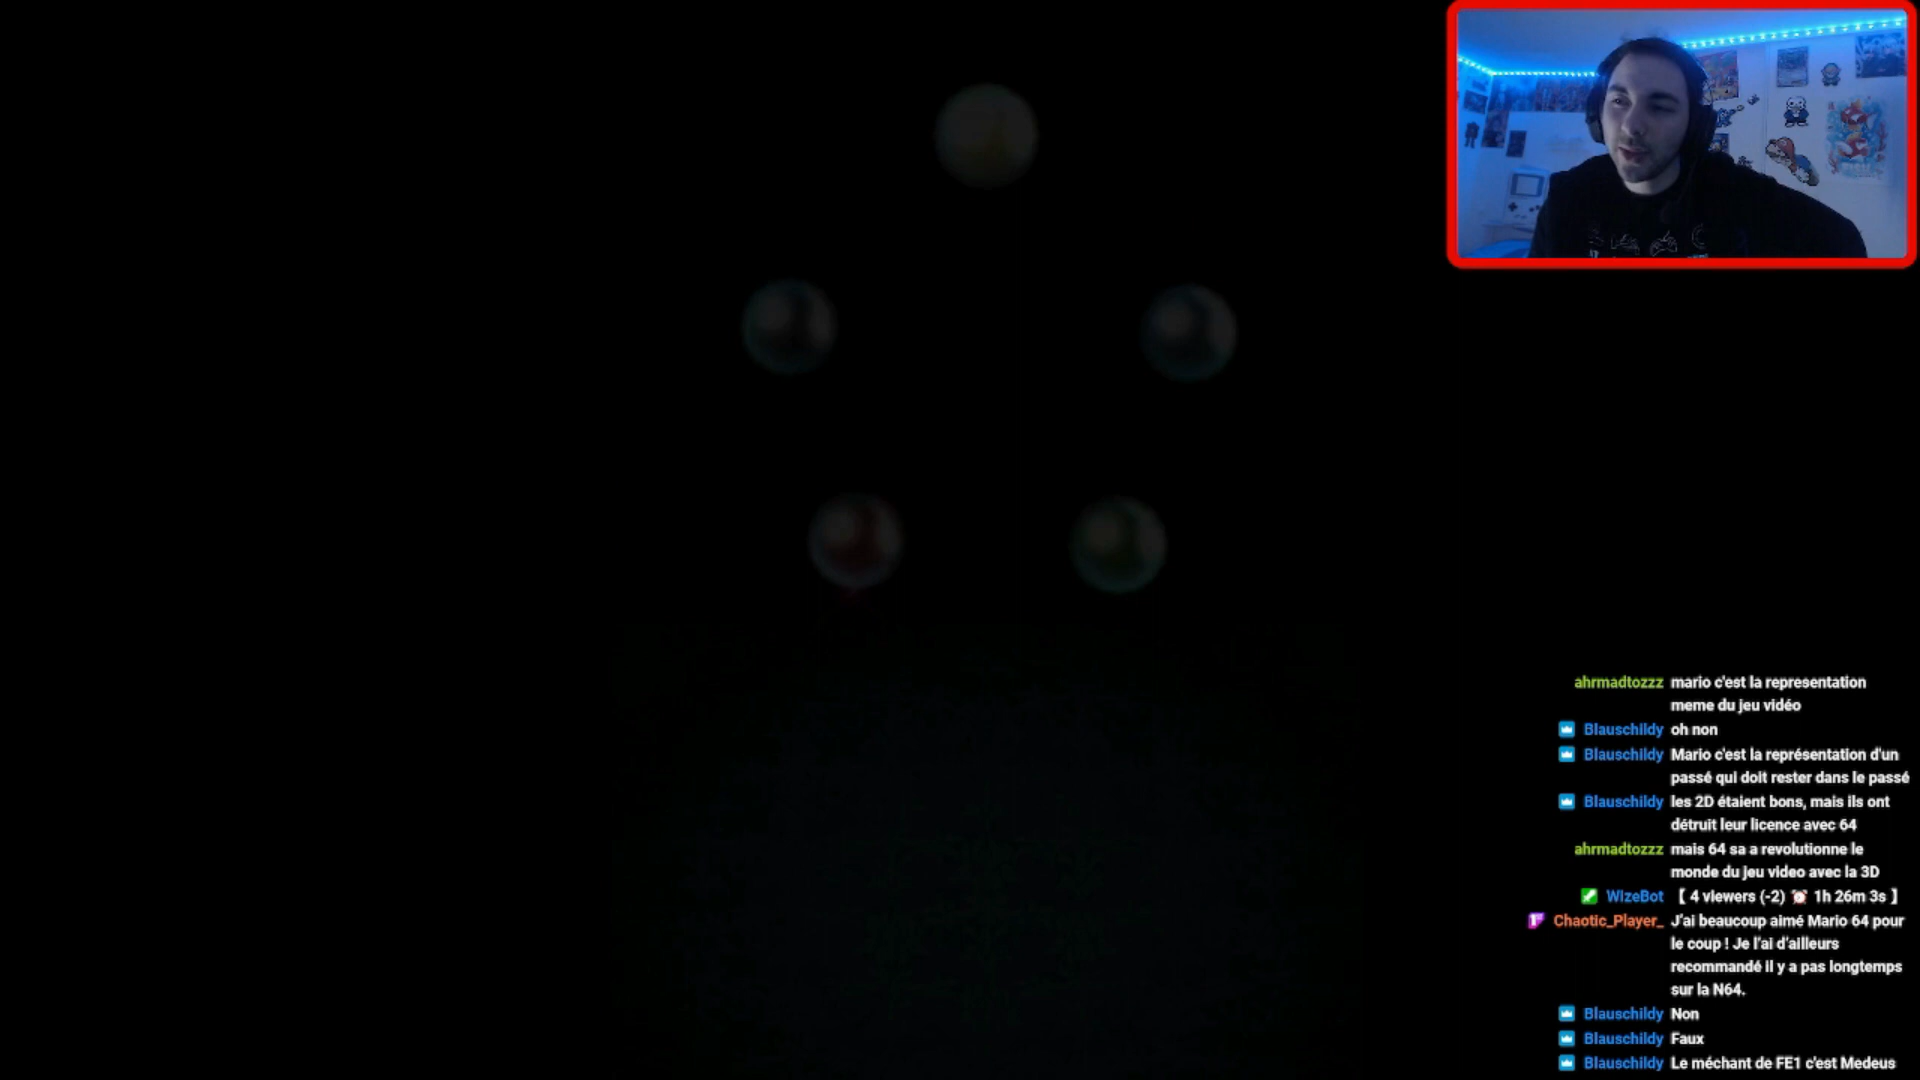 ahrmadtozzz mario c'est la representation
meme du jeu vidéo
Blauschildy oh non
Blauschildy Mario c'est la représentation d'un
passé qui doit rester dans le passé
Blauschildy les 2D étaient bons, mais ils ont
détruit leur licence avec 64
ahrmadtozzz mais 64 sa a revolutionne le
monde du jeu video avec la 3D
WizeBot 【 4 viewers (-2) ⏰ 1h 26m 3s 】
Chaotic_Player_ J'ai beaucoup aimé Mario 64 pour
le coup ! Je l'ai d'ailleurs
recommandé il y a pas longtemps
sur la N64.
Blauschildy Non
Blauschildy Faux
Blauschildy Le méchant de FE1 c'est Medeus